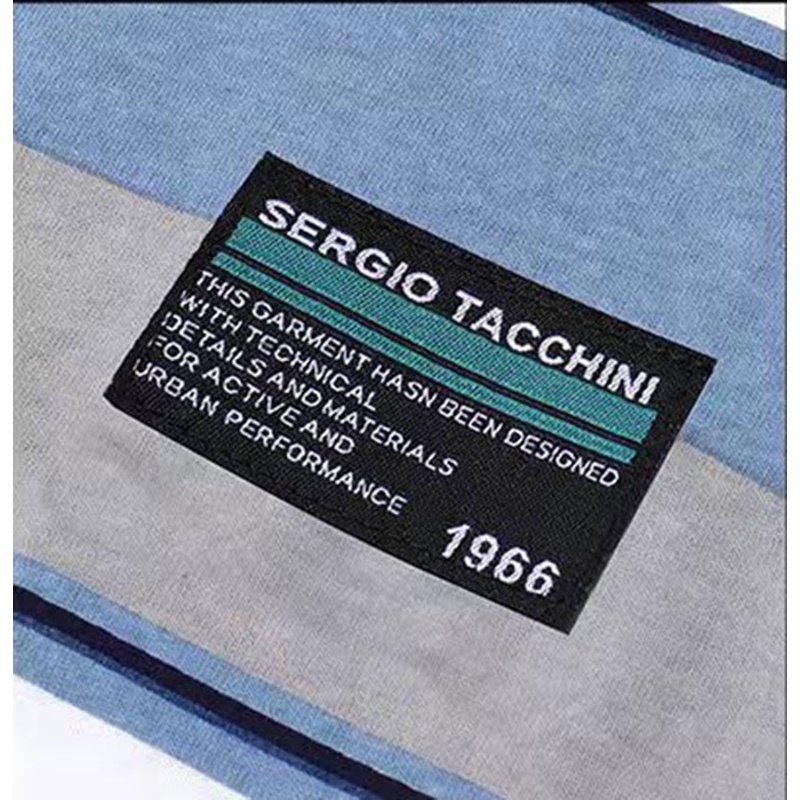 SERGIO TACCHINI
THIS GARMENT HASN BEEN DESIGNED
WITH TECHNICAL
DETAILS AND MATERIALS
FOR ACTIVE AND
URBAN PERFORMANCE
1966